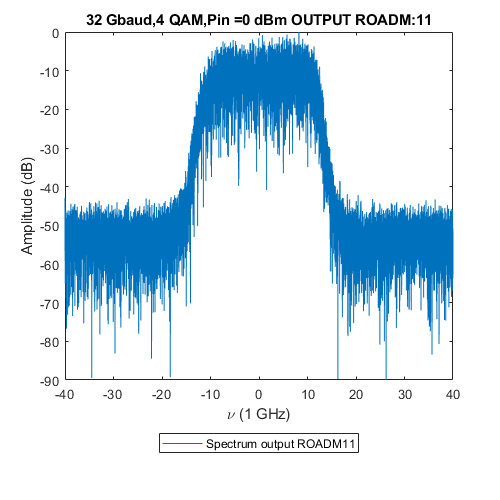 32 Gbaud,4 QAM,Pin =0 dBm OUTPUT ROADM:11
Amplitude (dB)
0
-10
-20
-30
-40
-50
-60
-70
-80
-90
-40 -30 -20 -10 0 10 20 30 40
ν (1 GHz)
Spectrum output ROADM11